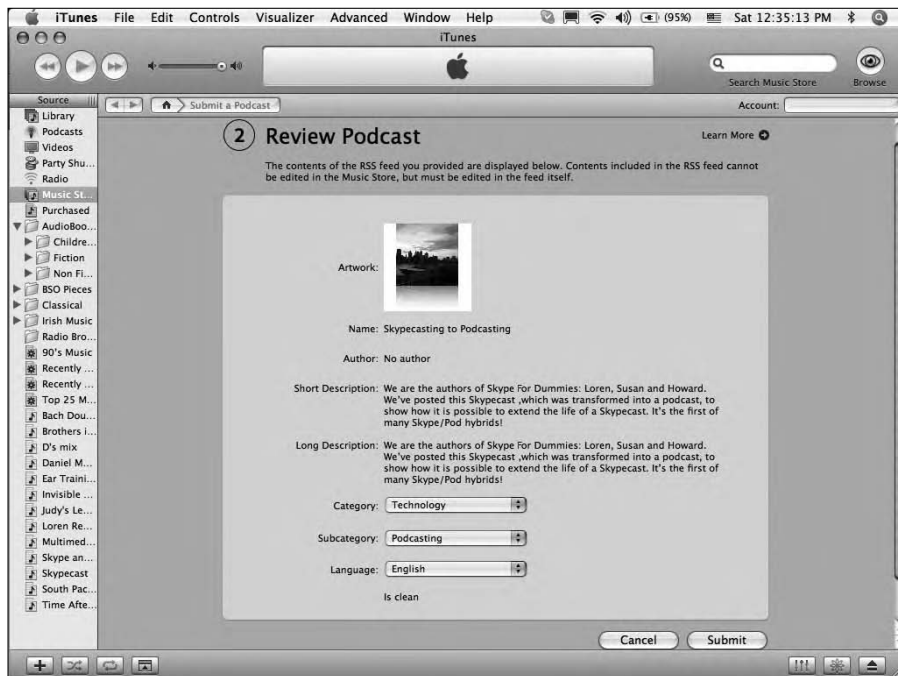 iTunes File Edit Controls Visualizer Advanced Window Help (95%) Sat 12:35:13 PM
iTunes
Search Music Store
Browse
Source
Submit a Podcast
Account:
Library
Podcasts
Videos
Party Shu...
Radio
Music St...
Purchased
AudioBoo...
Childre...
Fiction
Non Fi...
BSO Pieces
Classical
Irish Music
Radio Bro...
90's Music
Recently ...
Recently ...
Top 25 M...
Bach Dou...
Brothers i...
D's mix
Daniel M...
Ear Traini...
Invisible ...
Judy's Le...
Loren Re...
Multimed...
Skype an...
Skypecast
South Pac...
Time Afte...
2 Review Podcast
Learn More
The contents of the RSS feed you provided are displayed below. Contents included in the RSS feed cannot
be edited in the Music Store, but must be edited in the feed itself.
Artwork:
Name: Skypecasting to Podcasting
Author: No author
Short Description: We are the authors of Skype For Dummies: Loren, Susan and Howard.
We've posted this Skypecast ,which was transformed into a podcast, to
show how it is possible to extend the life of a Skypecast. It's the first of
many Skype/Pod hybrids!
Long Description: We are the authors of Skype For Dummies: Loren, Susan and Howard.
We've posted this Skypecast ,which was transformed into a podcast, to
show how it is possible to extend the life of a Skypecast. It's the first of
many Skype/Pod hybrids!
Category: Technology
Subcategory: Podcasting
Language: English
Is clean
Cancel Submit